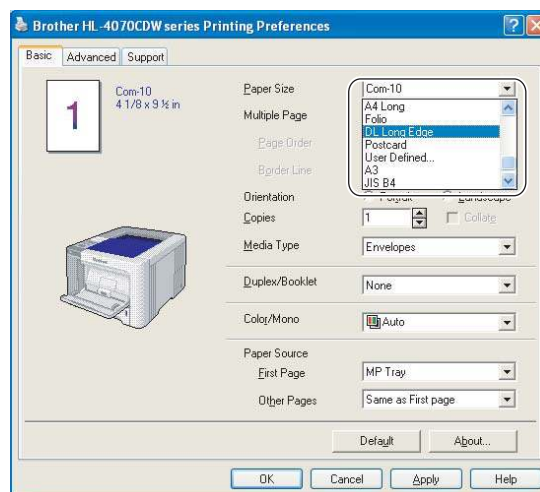 Brother HL-4070CDW series Printing Preferences
Basic Advanced Support
1
Com-10
4 1/8 x 9 ½ in
Paper Size Com-10
A4 Long
Folio
DL Long Edge
Postcard
User Defined...
A3
JIS B4
Multiple Page
Page Order
Border Line
Orientation
Copies 1 Collate
Media Type Envelopes
Duplex/Booklet None
Color/Mono Auto
Paper Source
First Page MP Tray
Other Pages Same as First page
Default About...
OK Cancel Apply Help